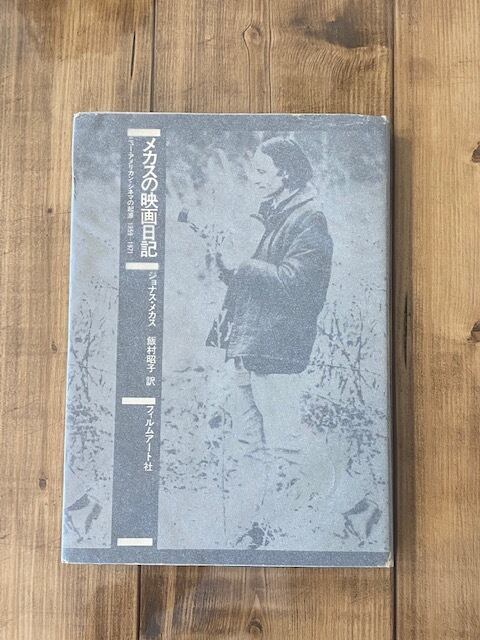 メカスの映画日記
ニュー・アメリカン・シネマの起源 1959―1971
ジョナス・メカス 飯村昭子 訳
フィルムアート社